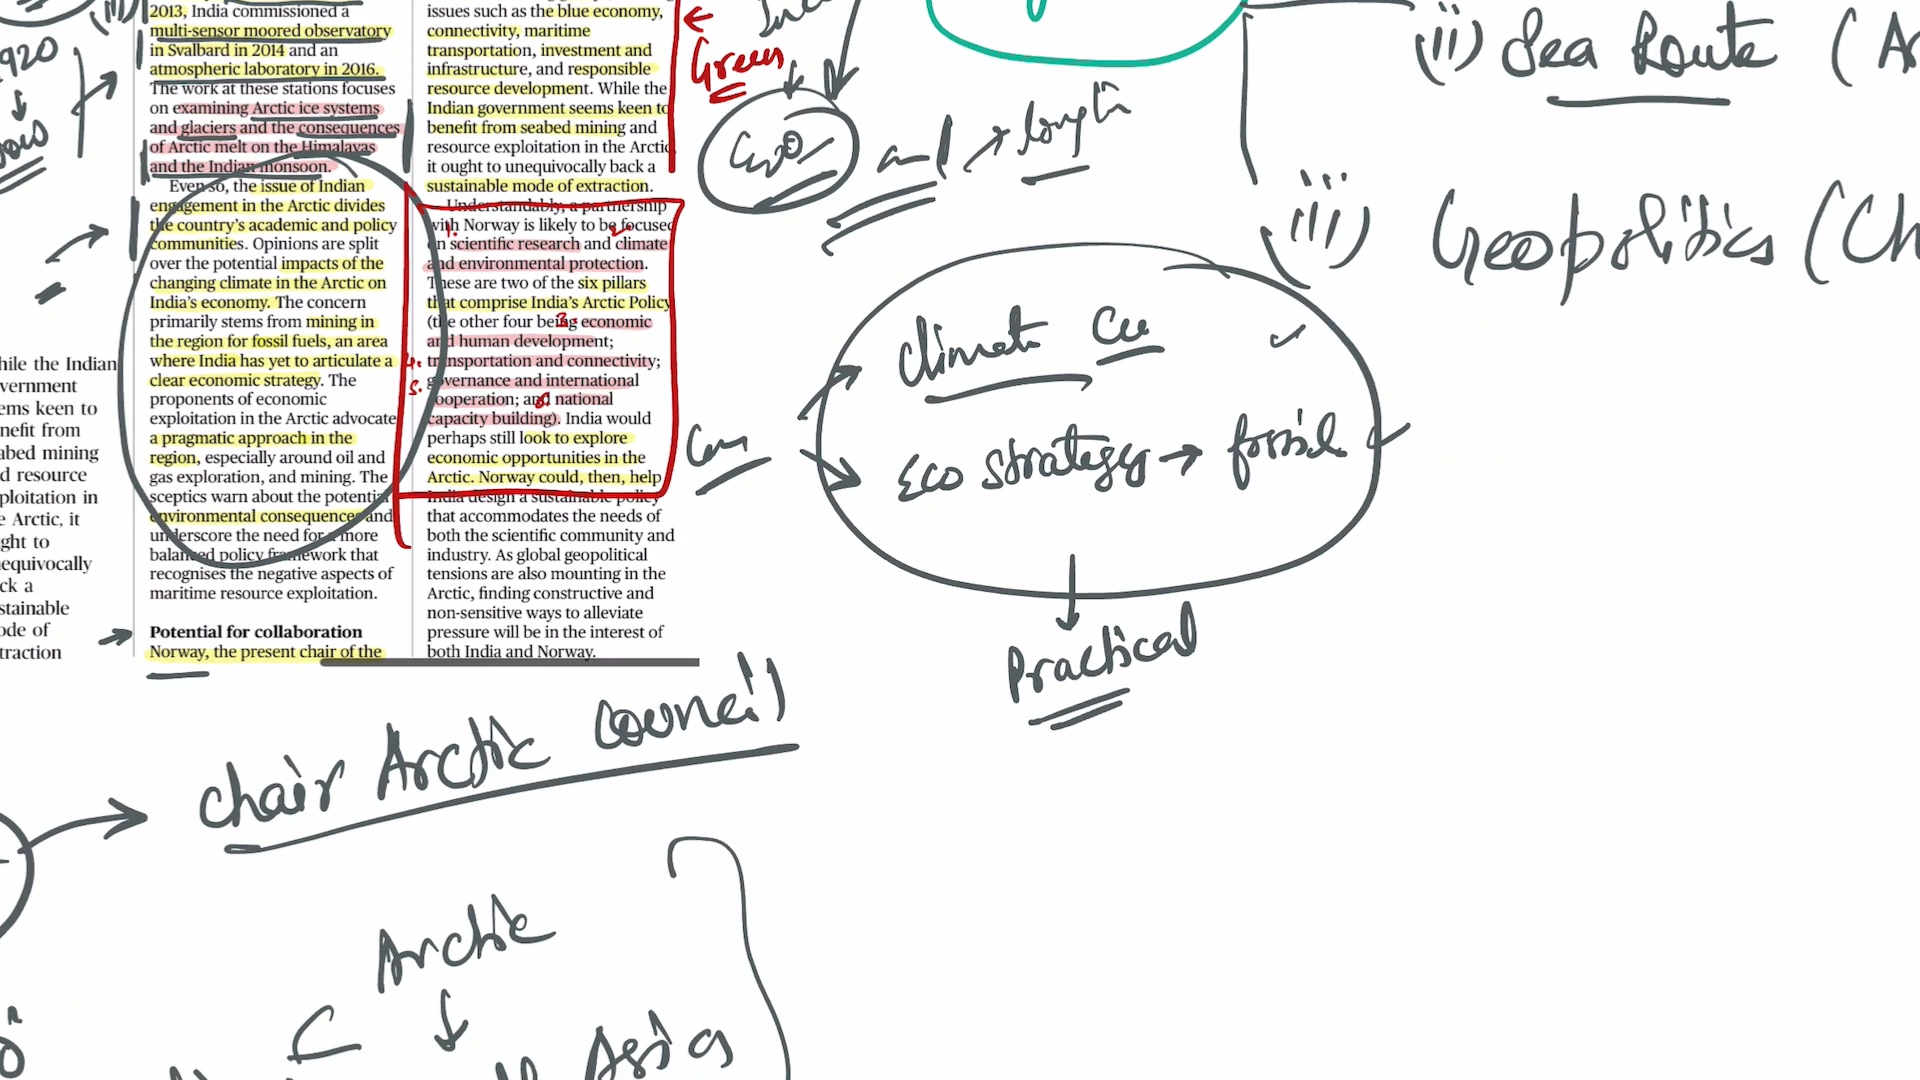 2013, India commissioned a
multi-sensor moored observatory
in Svalbard in 2014 and an
atmospheric laboratory in 2016.
The work at these stations focuses
on examining Arctic ice systems
and glaciers and the consequences
of Arctic melt on the Himalayas
and the Indian monsoon.
Even so, the issue of Indian
engagement in the Arctic divides
the country's academic and policy
communities. Opinions are split
over the potential impacts of the
changing climate in the Arctic on
India's economy. The concern
primarily stems from mining in
the region for fossil fuels, an area
where India has yet to articulate a
clear economic strategy. The
proponents of economic
exploitation in the Arctic advocate
a pragmatic approach in the
region, especially around oil and
gas exploration, and mining. The
sceptics warn about the potential
environmental consequences and
underscore the need for a more
balanced policy framework that
recognises the negative aspects of
maritime resource exploitation.
Potential for collaboration
Norway, the present chair of the
issues such as the blue economy,
connectivity, maritime
transportation, investment and
infrastructure, and responsible
resource development. While the
Indian government seems keen to
benefit from seabed mining and
resource exploitation in the Arctic
it ought to unequivocally back a
sustainable mode of extraction.
Understandably, a partnership
with Norway is likely to be focused
on scientific research and climate
and environmental protection.
These are two of the six pillars
that comprise India's Arctic Policy
(the other four being economic
and human development;
transportation and connectivity;
governance and international
cooperation; and national
capacity building). India would
perhaps still look to explore
economic opportunities in the
Arctic. Norway could, then, help
India design a sustainable policy
that accommodates the needs of
both the scientific community and
industry. As global geopolitical
tensions are also mounting in the
Arctic, finding constructive and
non-sensitive ways to alleviate
pressure will be in the interest of
both India and Norway.
hile the Indian
vernment
ems keen to
nefit from
abed mining
d resource
ploitation in
e Arctic, it
ght to
nequivocally
ck a
stainable
ode of
traction
1920
Green
1.
2.
3.
4.
5.
6.
(ii) Sea Route (Ar
(iii) Geopolitics (Ch
Climate
Eco strategy → fossil
Practical
Chair Arctic Council
Arctic